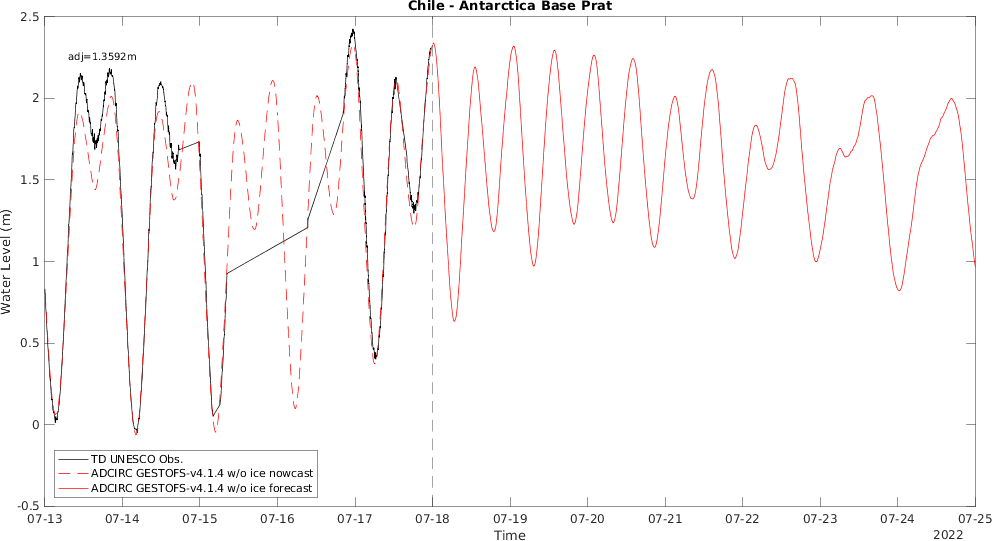 Chile - Antarctica Base Prat
adj=1.3592m
Water Level (m)
2.5
2
1.5
1
0.5
0
-0.5
TD UNESCO Obs.
ADCIRC GESTOFS-v4.1.4 w/o ice nowcast
ADCIRC GESTOFS-v4.1.4 w/o ice forecast
07-13 07-14 07-15 07-16 07-17 07-18 07-19 07-20 07-21 07-22 07-23 07-24 07-25
Time
2022